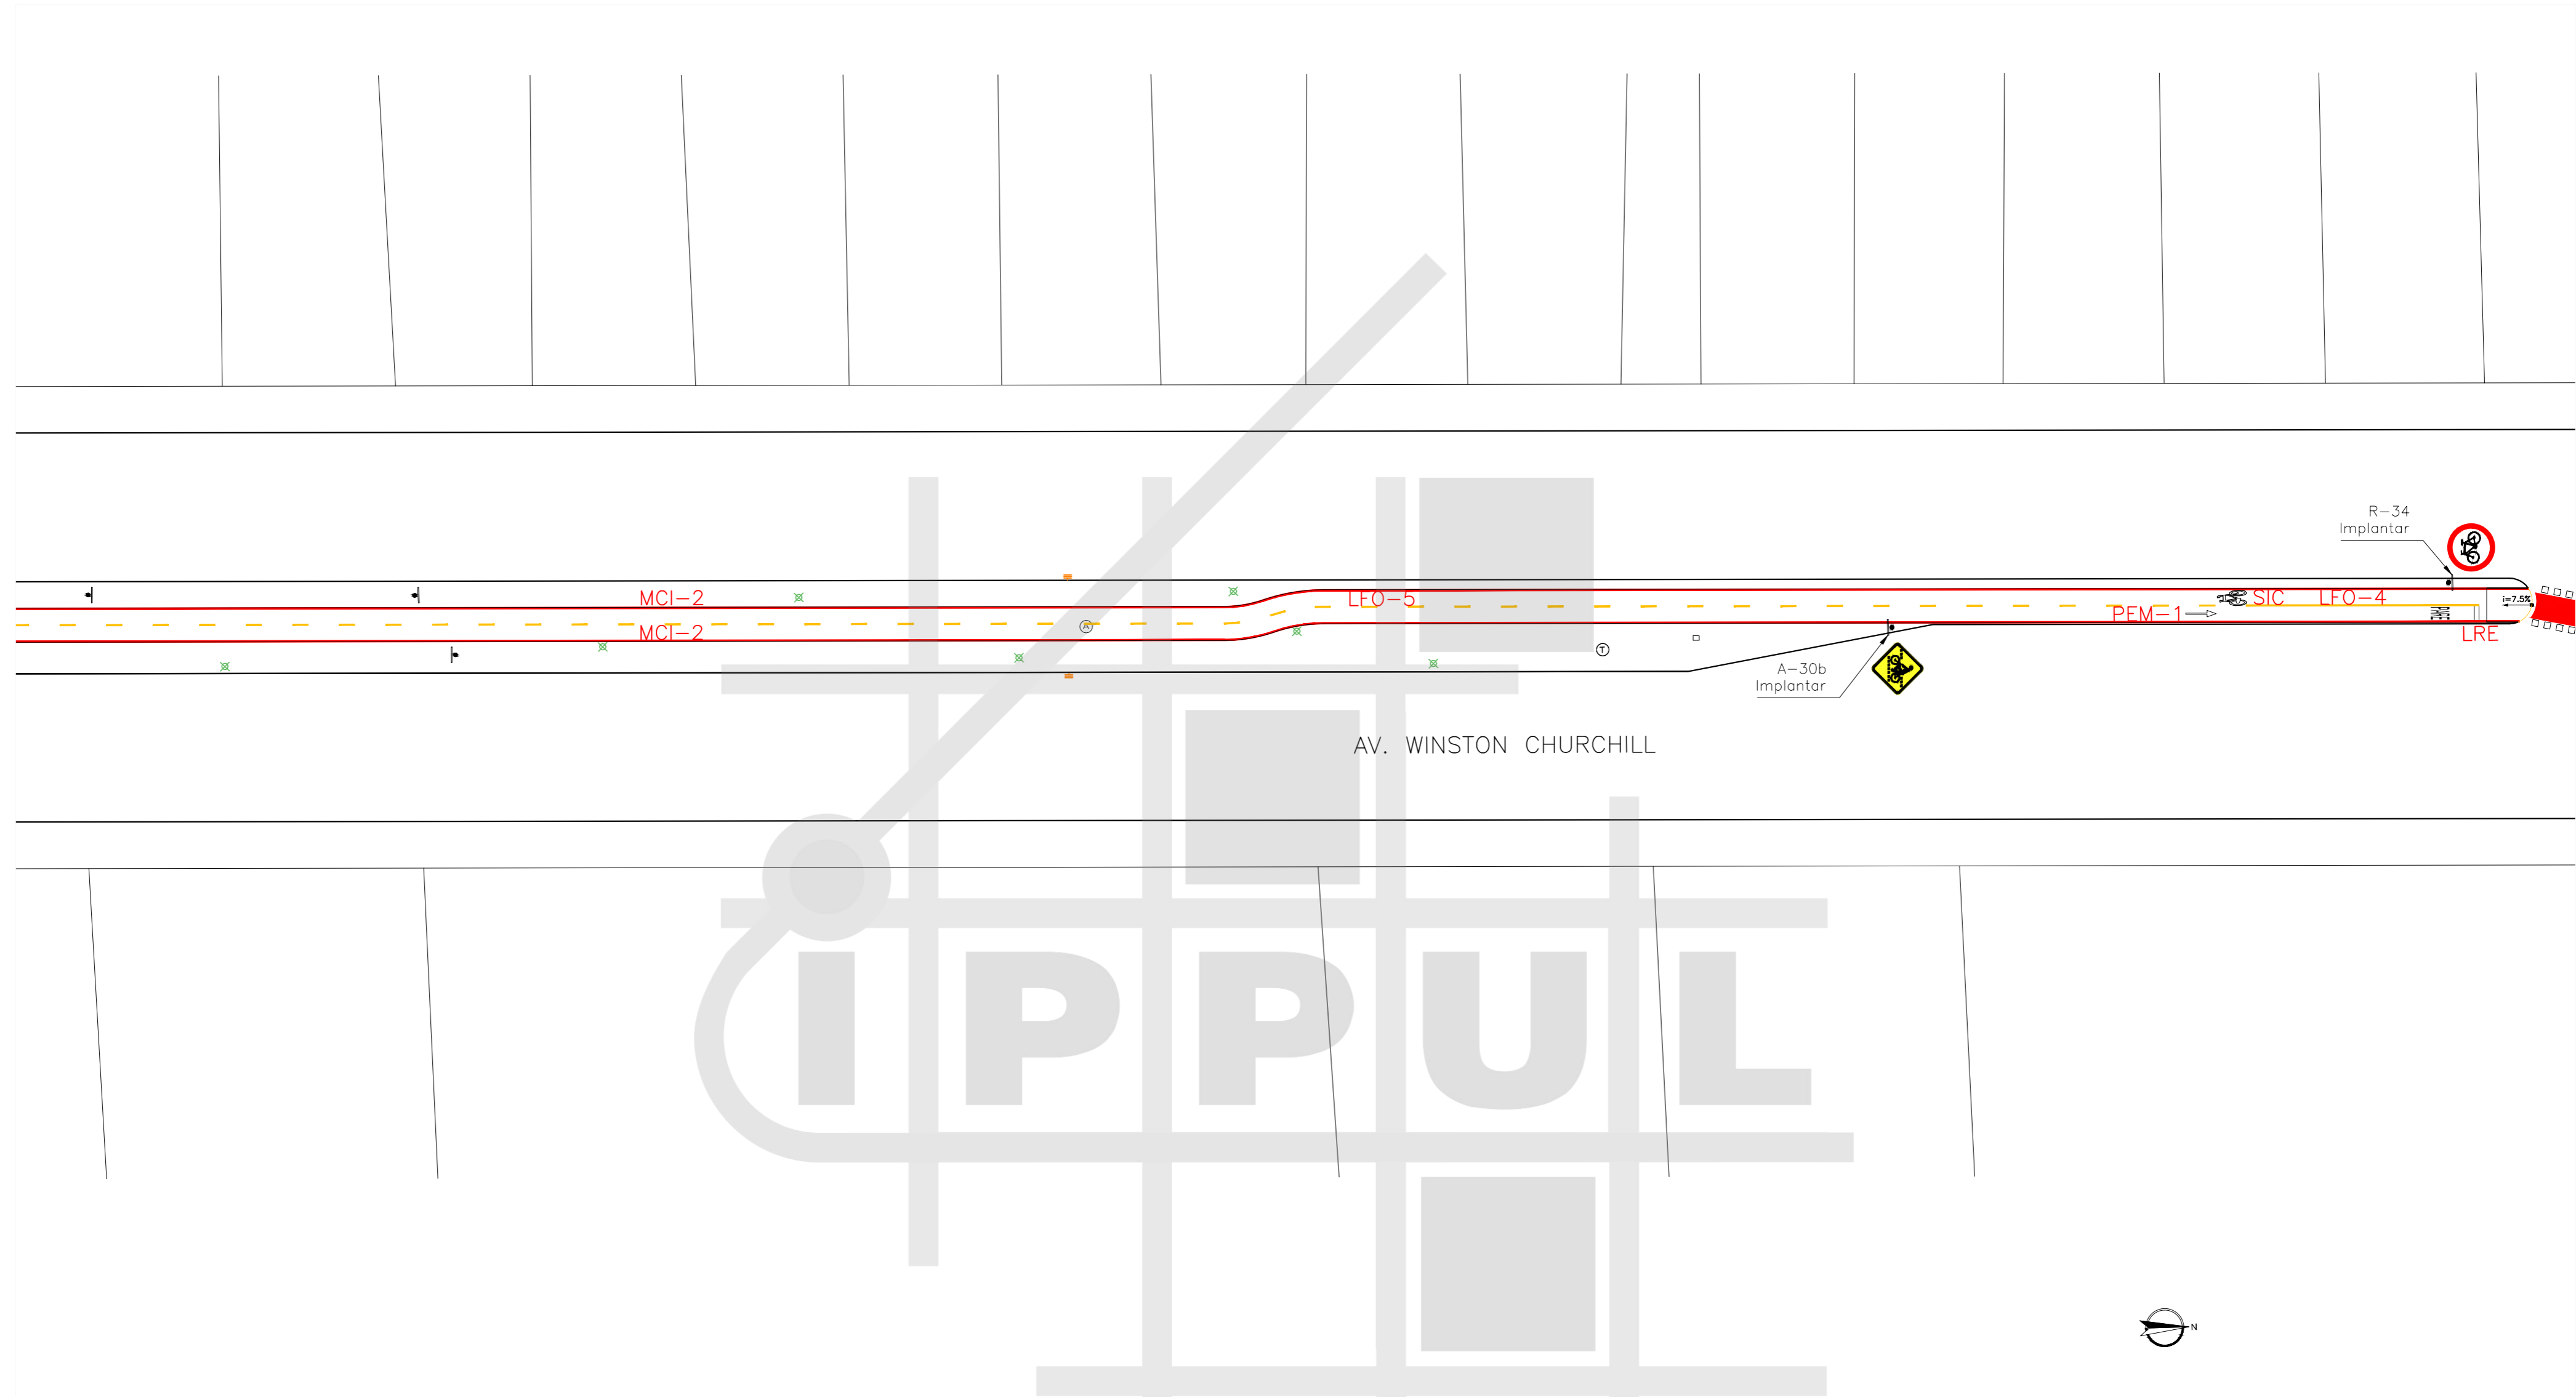 R-34
Implantar
MCI-2
LFO-5
SIC
LFO-4
i=7.5%
PEM-1
PARE
MCI-2
A
LRE
T
A-30b
Implantar
AV. WINSTON CHURCHILL
IPPUL
N